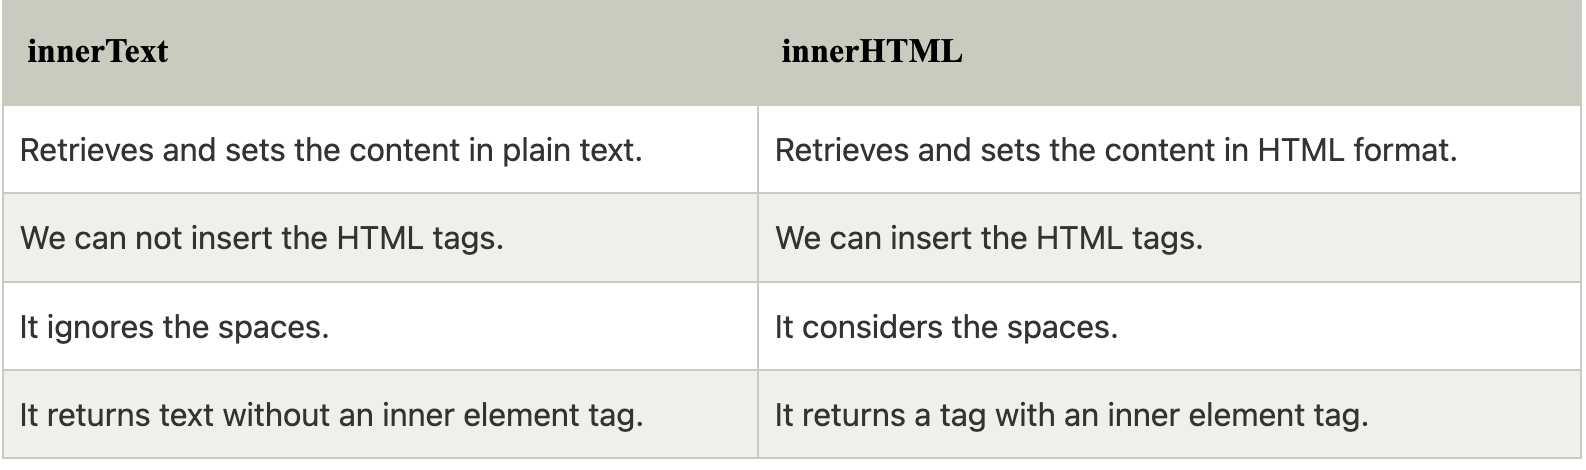 innerText innerHTML
Retrieves and sets the content in plain text. Retrieves and sets the content in HTML format.
We can not insert the HTML tags. We can insert the HTML tags.
It ignores the spaces. It considers the spaces.
It returns text without an inner element tag. It returns a tag with an inner element tag.